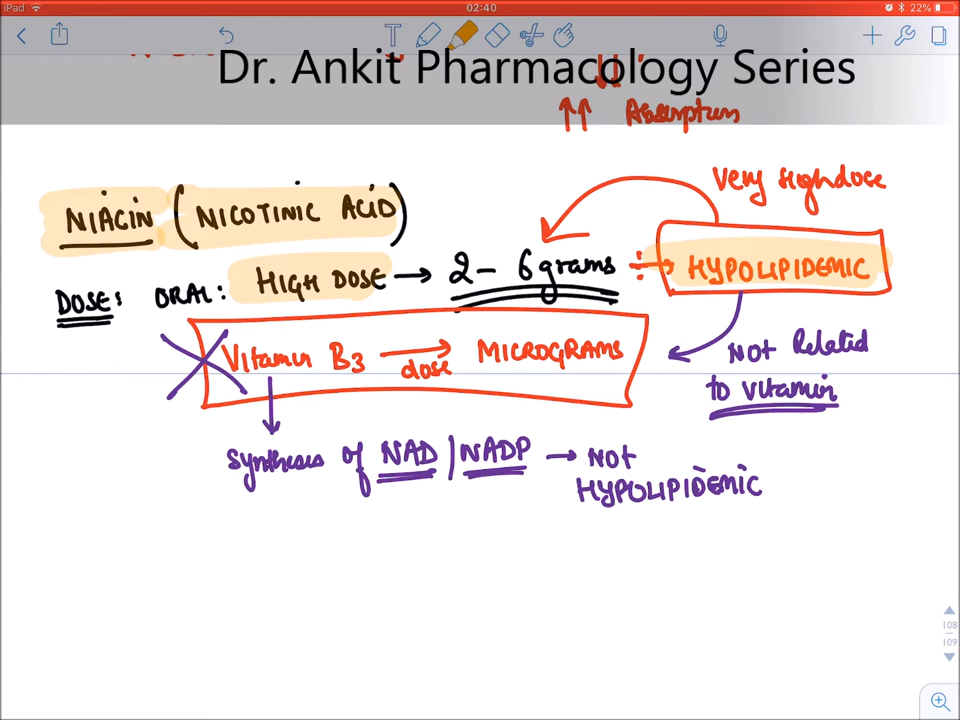 iPad 02:40 22%
Dr. Ankit Pharmacology Series
↑↑ Absorption
Very high dose
NIACIN (NICOTINIC ACID)
DOSE: ORAL: HIGH DOSE → 2 - 6 grams ÷→ HYPOLIPIDEMIC
Vitamin B3 → dose MICROGRAMS
NOT Related
to vitamin
Synthesis of NAD/NADP → NOT
HYPOLIPIDEMIC
108
109